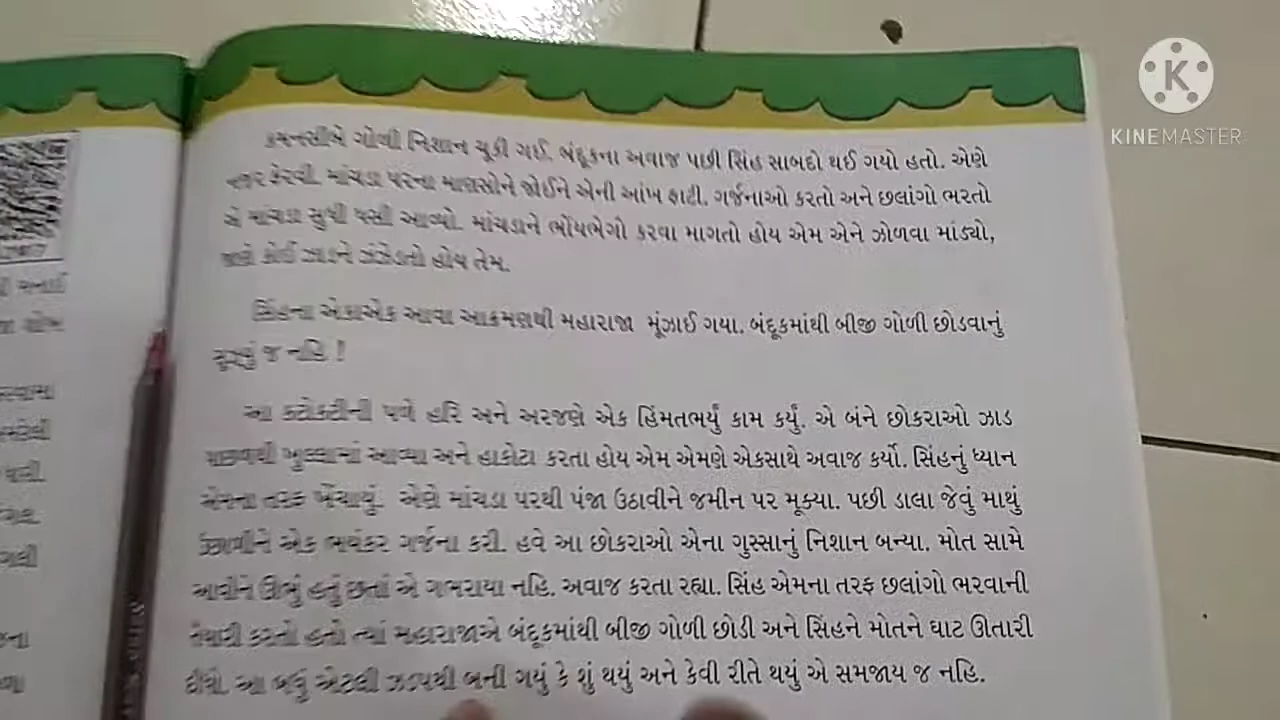 કમનસીબે ગોળી નિશાન ચૂકી ગઈ. બંદૂકના અવાજ પછી સિંહ સાબદો થઈ ગયો હતો. એણે
નજર ફેરવી. માંચડા પરના માણસોને જોઈને એની આંખ ફાટી. ગર્જનાઓ કરતો અને છલાંગો ભરતો
એ માંચડા સુધી ધસી આવ્યો. માંચડાને ભોંયભેગો કરવા માગતો હોય એમ એને ઝોળવા માંડ્યો,
જાણે કોઈ ઝાડને ઝંઝેડતો હોય તેમ.
સિંહના એકાએક આવા આક્રમણથી મહારાજા મૂંઝાઈ ગયા. બંદૂકમાંથી બીજી ગોળી છોડવાનું
સૂઝ્યું જ નહિ !
આ કટોકટીની પળે હરિ અને અરજણે એક હિંમતભર્યું કામ કર્યું. એ બંને છોકરાઓ ઝાડ
પાછળથી ખુલ્લામાં આવ્યા અને હાકોટા કરતા હોય એમ એમણે એકસાથે અવાજ કર્યો. સિંહનું ધ્યાન
એમના તરફ ખેંચાયું. એણે માંચડા પરથી પંજા ઉઠાવીને જમીન પર મૂક્યા. પછી ડાલા જેવું માથું
ઉછાળીને એક ભયંકર ગર્જના કરી. હવે આ છોકરાઓ એના ગુસ્સાનું નિશાન બન્યા. મોત સામે
આવીને ઊભું હતું છતાં એ ગભરાયા નહિ. અવાજ કરતા રહ્યા. સિંહ એમના તરફ છલાંગો ભરવાની
તૈયારી કરતો હતો ત્યાં મહારાજાએ બંદૂકમાંથી બીજી ગોળી છોડી અને સિંહને મોતને ઘાટ ઊતારી
દીધો. આ બધું એટલી ઝડપથી બની ગયું કે શું થયું અને કેવી રીતે થયું એ સમજાય જ નહિ.
K
KINEMASTER